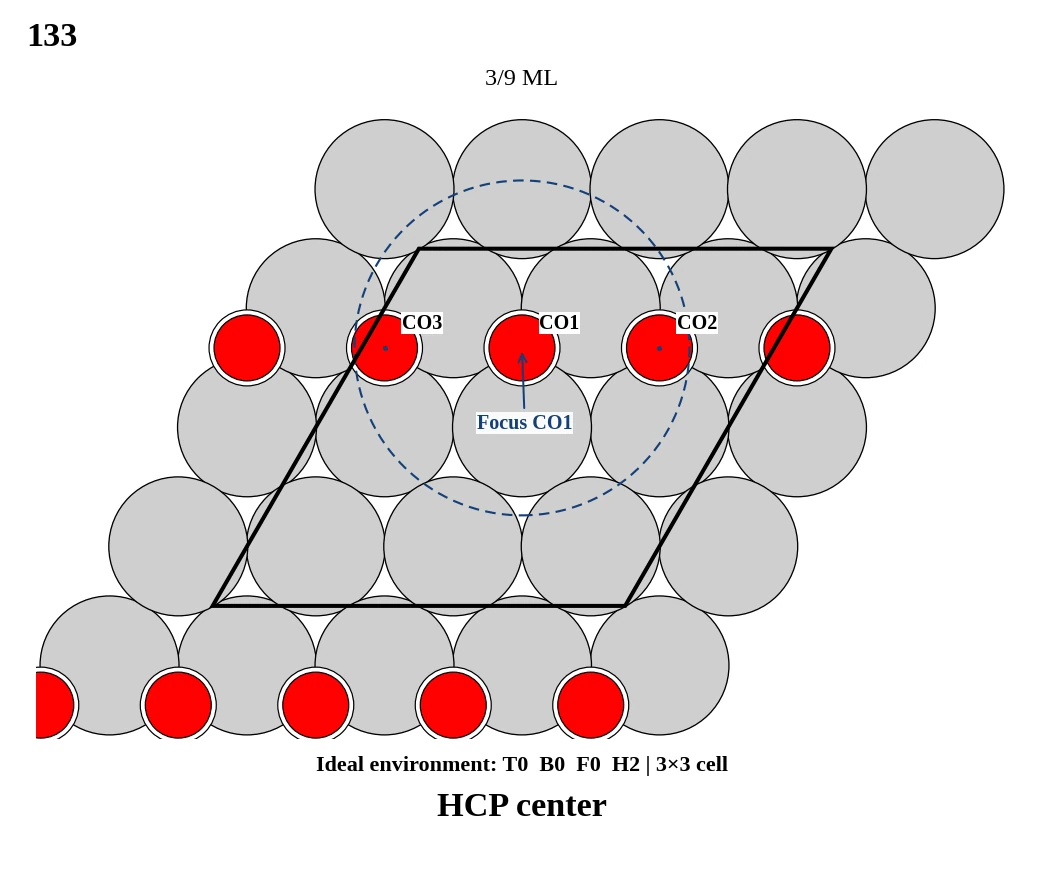 133
3/9 ML
CO3
CO1
CO2
Focus CO1
Ideal environment: T0 B0 F0 H2 | 3×3 cell
HCP center